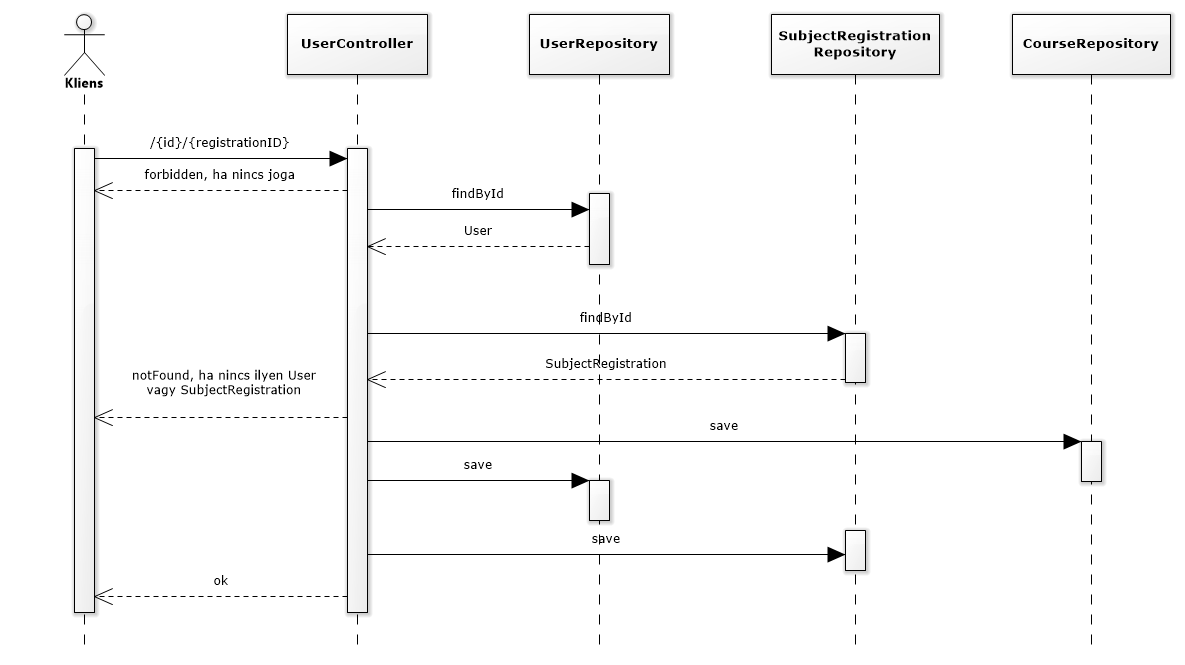 Kliens
UserController
UserRepository
SubjectRegistration
Repository
CourseRepository
/{id}/{registrationID}
forbidden, ha nincs joga
findById
User
findById
SubjectRegistration
notFound, ha nincs ilyen User
vagy SubjectRegistration
save
save
save
ok